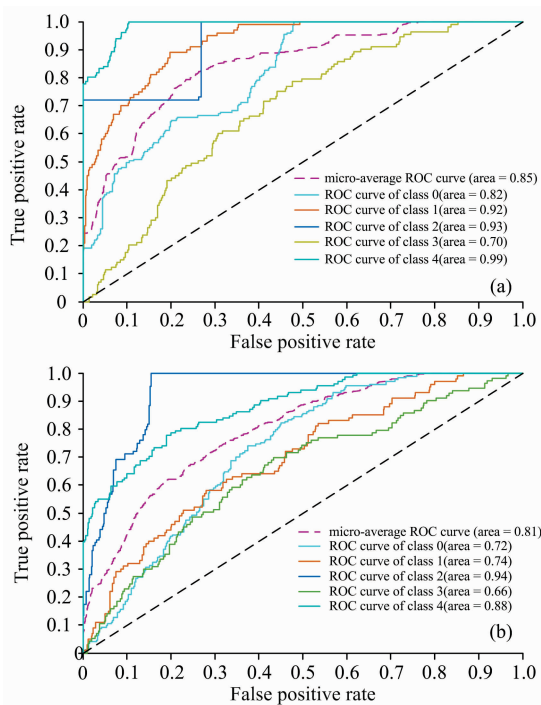 1.0
0.9
0.8
0.7
0.6
0.5
0.4
0.3
0.2
0.1
0
True positive rate
micro-average ROC curve (area = 0.85)
ROC curve of class 0(area = 0.82)
ROC curve of class 1(area = 0.92)
ROC curve of class 2(area = 0.93)
ROC curve of class 3(area = 0.70)
ROC curve of class 4(area = 0.99)
(a)
0 0.1 0.2 0.3 0.4 0.5 0.6 0.7 0.8 0.9 1.0
False positive rate
1.0
0.9
0.8
0.7
0.6
0.5
0.4
0.3
0.2
0.1
0
True positive rate
micro-average ROC curve (area = 0.81)
ROC curve of class 0(area = 0.72)
ROC curve of class 1(area = 0.74)
ROC curve of class 2(area = 0.94)
ROC curve of class 3(area = 0.66)
ROC curve of class 4(area = 0.88)
(b)
0 0.1 0.2 0.3 0.4 0.5 0.6 0.7 0.8 0.9 1.0
False positive rate